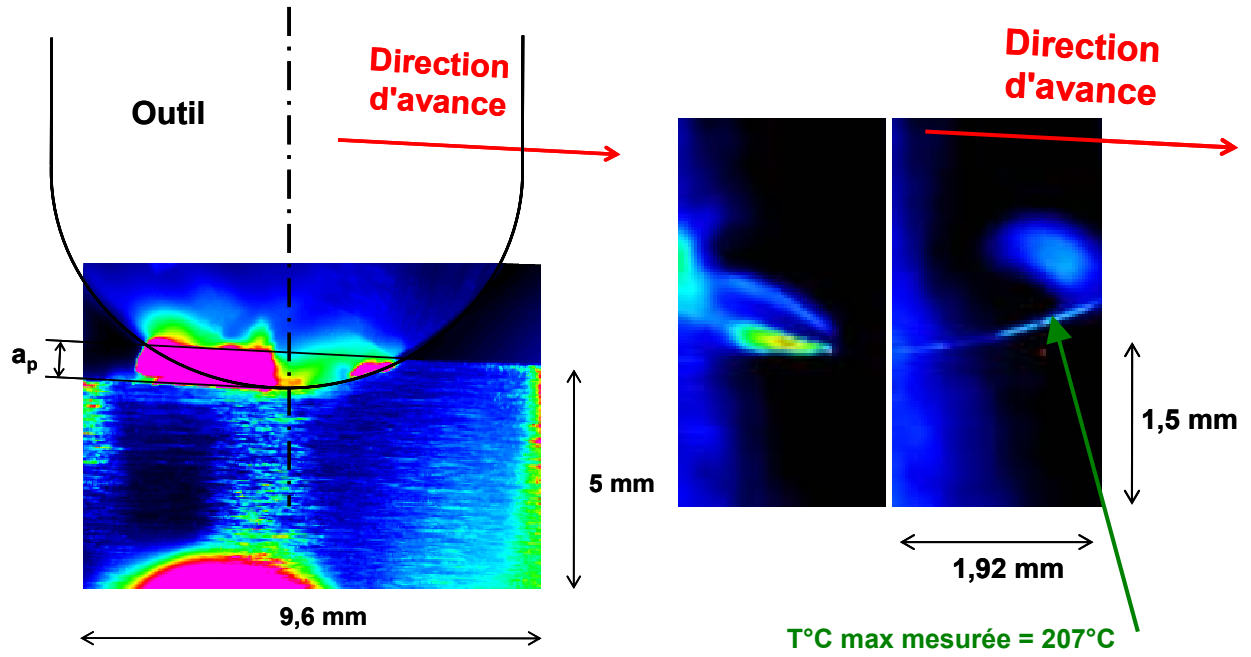 Outil
Direction
d'avance
ap
5 mm
9,6 mm
Direction
d'avance
1,5 mm
1,92 mm
T°C max mesurée = 207°C